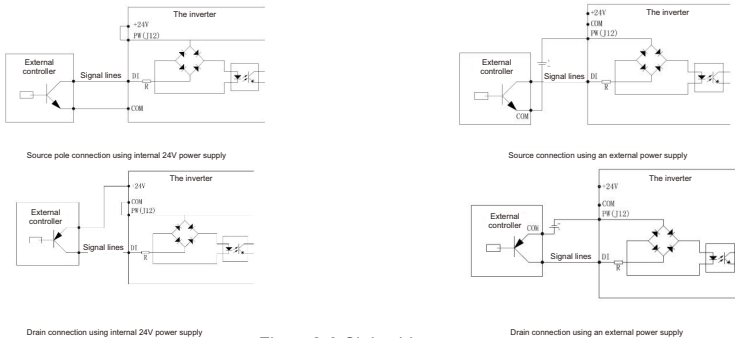 The inverter
+24V
PW(J12)
External
controller
Signal lines
DI
R
COM
Source pole connection using internal 24V power supply
The inverter
+24V
COM
PW(J12)
External
controller
Signal lines
DI
R
COM
Source connection using an external power supply
The inverter
24V
COM
PW(J12)
External
controller
Signal lines
DI
R
Drain connection using internal 24V power supply
The inverter
+24V
COM
PW(J12)
External
controller
COM
Signal lines
DI
R
Drain connection using an external power supply